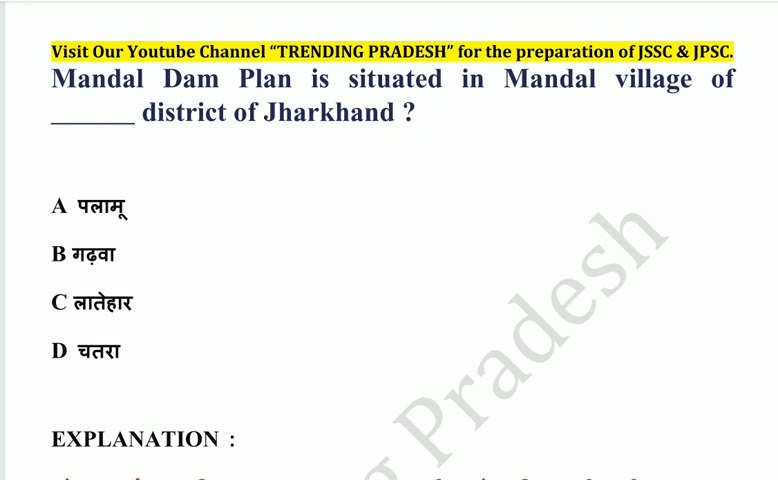 Visit Our Youtube Channel “TRENDING PRADESH” for the preparation of JSSC & JPSC.
Mandal Dam Plan is situated in Mandal village of
______ district of Jharkhand ?
A पलामू
B गढ़वा
C लातेहार
D चतरा
EXPLANATION :
Pradesh